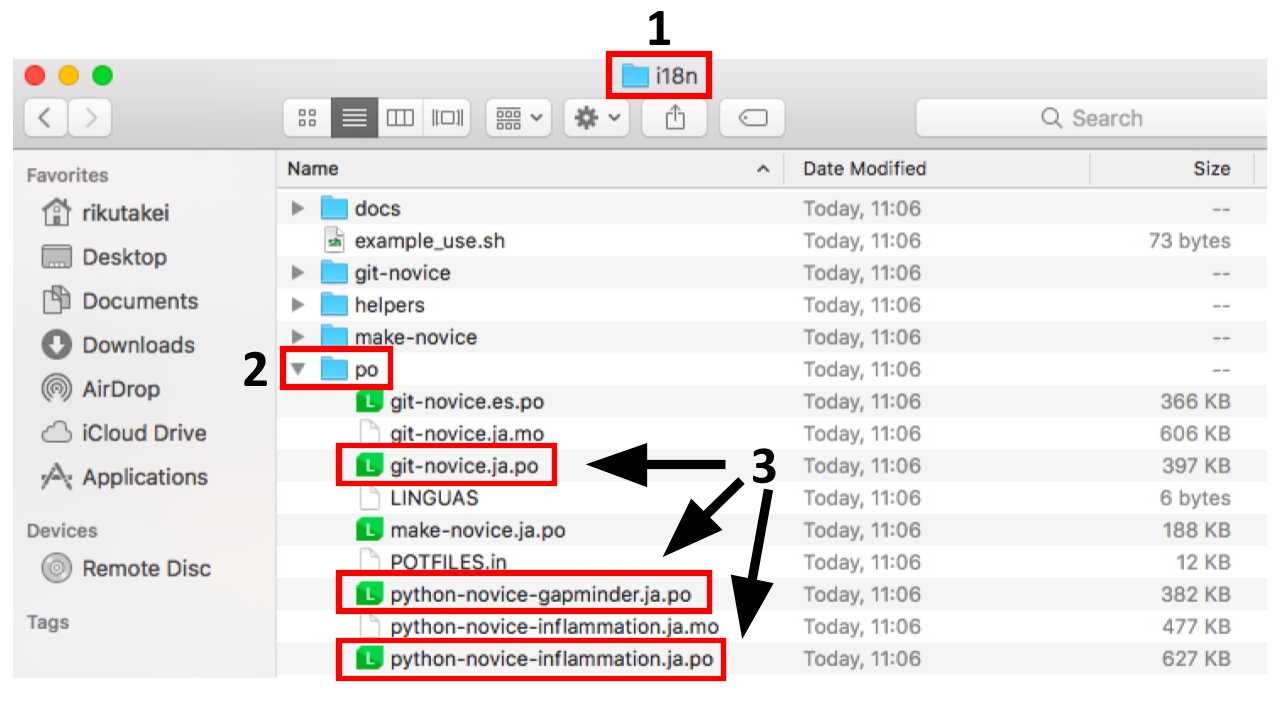 1
i18n
Search
Name Date Modified Size
Favorites
rikutakei
Desktop
Documents
Downloads
AirDrop
iCloud Drive
Applications
Devices
Remote Disc
Tags
docs Today, 11:06 --
example_use.sh Today, 11:06 73 bytes
git-novice Today, 11:06 --
helpers Today, 11:06 --
make-novice Today, 11:06 --
2 po Today, 11:06 --
git-novice.es.po Today, 11:06 366 KB
git-novice.ja.mo Today, 11:06 606 KB
git-novice.ja.po 3 Today, 11:06 397 KB
LINGUAS Today, 11:06 6 bytes
make-novice.ja.po Today, 11:06 188 KB
POTFILES.in Today, 11:06 12 KB
python-novice-gapminder.ja.po Today, 11:06 382 KB
python-novice-inflammation.ja.mo Today, 11:06 477 KB
python-novice-inflammation.ja.po Today, 11:06 627 KB